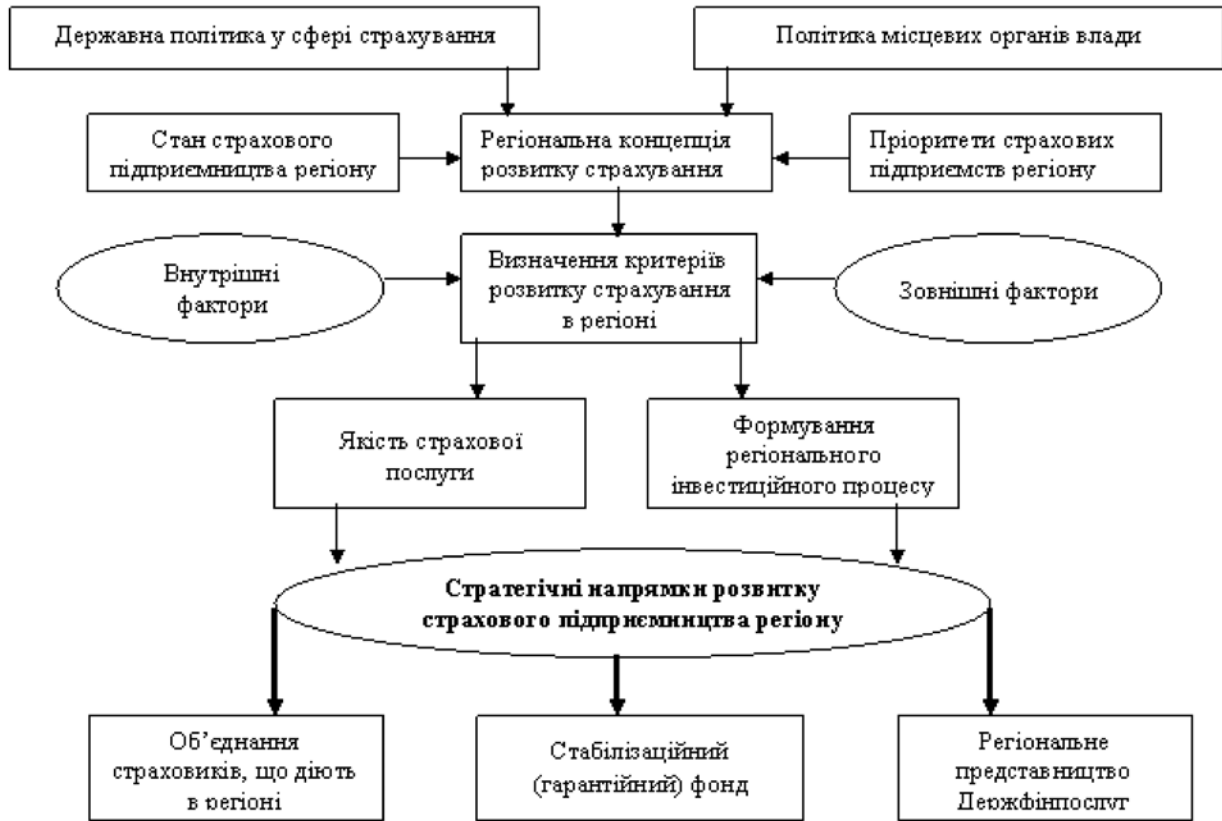 Державна політика у сфері страхування
Політика місцевих органів влади
Стан страхового
підприємництва регіону
Регіональна концепція
розвитку страхування
Пріоритети страхових
підприємств регіону
Внутрішні
фактори
Визначення критеріїв
розвитку страхування
в регіоні
Зовнішні фактори
Якість страхової
послуги
Формування
регіонального
інвестиційного процесу
Стратегічні напрямки розвитку
страхового підприємництва регіону
Об’єднання
страховиків, що діють
в регіоні
Стабілізаційний
(гарантійний) фонд
Регіональне
представництво
Держфінпослуг